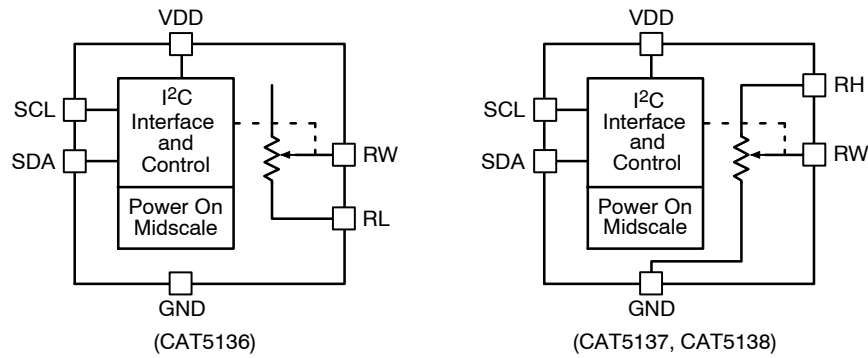 VDD
SCL
SDA
I²C
Interface
and
Control
Power On
Midscale
RW
RL
GND
(CAT5136)
VDD
SCL
SDA
I²C
Interface
and
Control
Power On
Midscale
RH
RW
GND
(CAT5137, CAT5138)